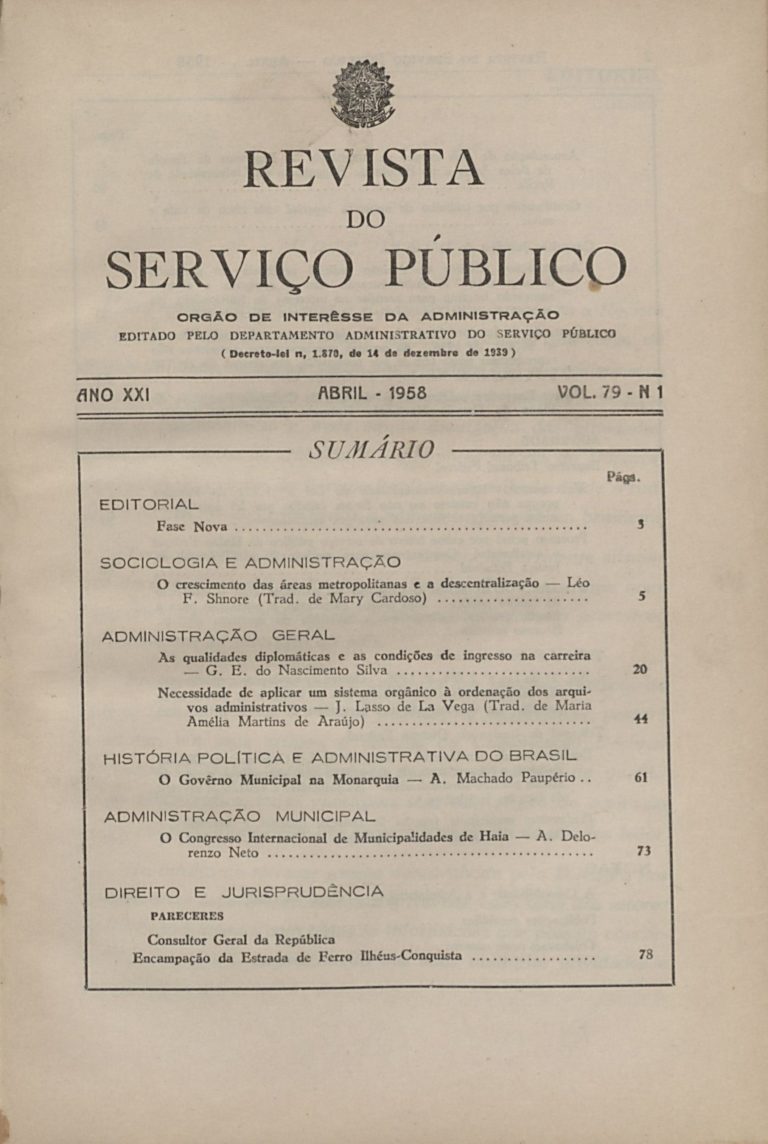 REVISTA
DO
SERVIÇO PÚBLICO
ORGÃO DE INTERÊSSE DA ADMINISTRAÇÃO
EDITADO PELO DEPARTAMENTO ADMINISTRATIVO DO SERVIÇO PÚBLICO
( Decreto-lei n, 1.870, de 14 de dezembro de 1939 )
ANO XXI ABRIL - 1958 VOL. 79 - N 1
SUMÁRIO
Págs.
EDITORIAL
Fase Nova .................................................... 3
SOCIOLOGIA E ADMINISTRAÇÃO
O crescimento das áreas metropolitanas e a descentralização — Léo
F. Shnore (Trad. de Mary Cardoso) ...................... 5
ADMINISTRAÇÃO GERAL
As qualidades diplomáticas e as condições de ingresso na carreira
— G. E. do Nascimento Silva ............................ 20
Necessidade de aplicar um sistema orgânico à ordenação dos arqui-
vos administrativos — J. Lasso de La Vega (Trad. de Maria
Amélia Martins de Araújo) ............................... 44
HISTÓRIA POLÍTICA E ADMINISTRATIVA DO BRASIL
O Govêrno Municipal na Monarquia — A. Machado Paupério .. 61
ADMINISTRAÇÃO MUNICIPAL
O Congresso Internacional de Municipalidades de Haia — A. Delo-
renzo Neto ............................................... 73
DIREITO E JURISPRUDÊNCIA
PARECERES
Consultor Geral da República
Encampação da Estrada de Ferro Ilhéus-Conquista .................. 78